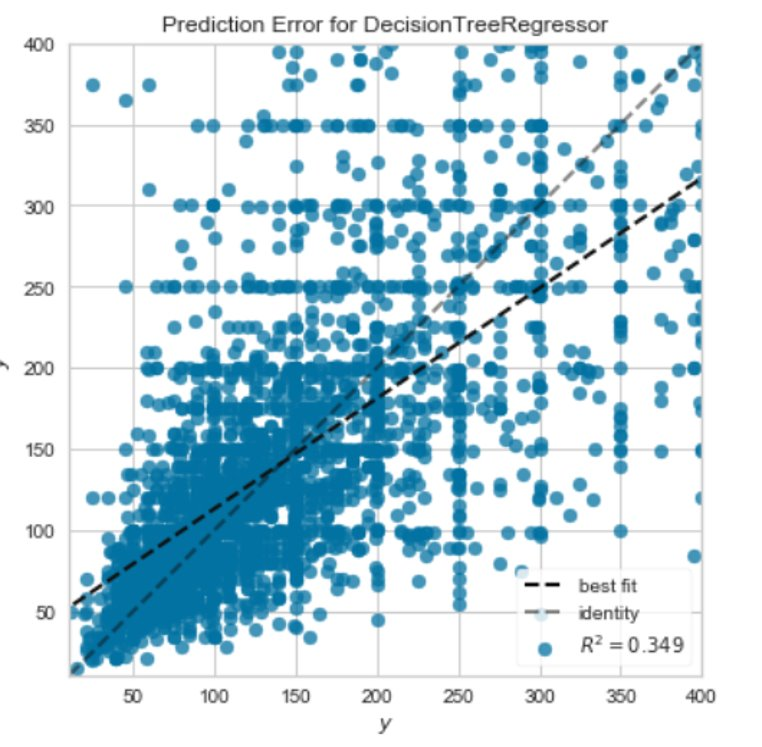 Prediction Error for DecisionTreeRegressor
400
350
300
250
200
150
100
50
50 100 150 200 250 300 350 400
y
best fit
identity
R² = 0.349